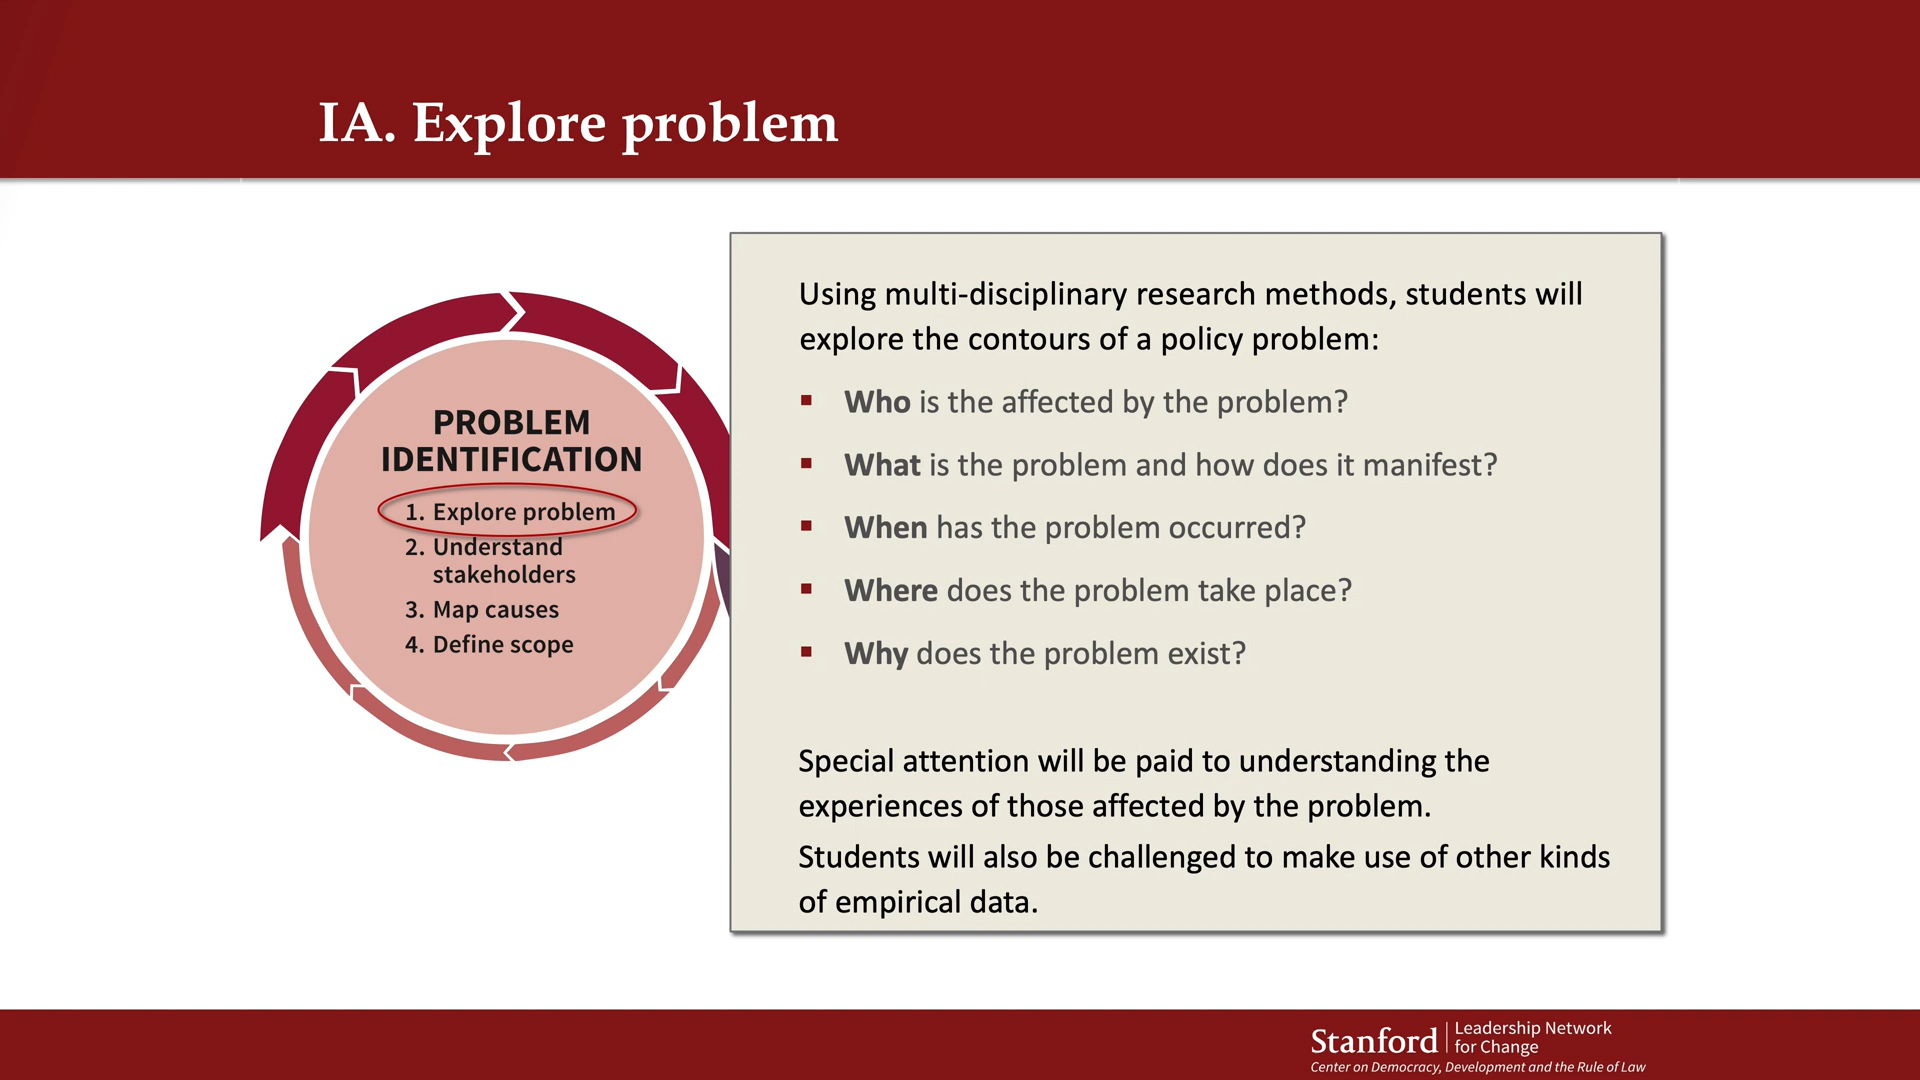 IA. Explore problem
PROBLEM
IDENTIFICATION
1. Explore problem
2. Understand
stakeholders
3. Map causes
4. Define scope
Using multi-disciplinary research methods, students will
explore the contours of a policy problem:
▪ Who is the affected by the problem?
▪ What is the problem and how does it manifest?
▪ When has the problem occurred?
▪ Where does the problem take place?
▪ Why does the problem exist?
Special attention will be paid to understanding the
experiences of those affected by the problem.
Students will also be challenged to make use of other kinds
of empirical data.
Stanford | Leadership Network
for Change
Center on Democracy, Development and the Rule of Law